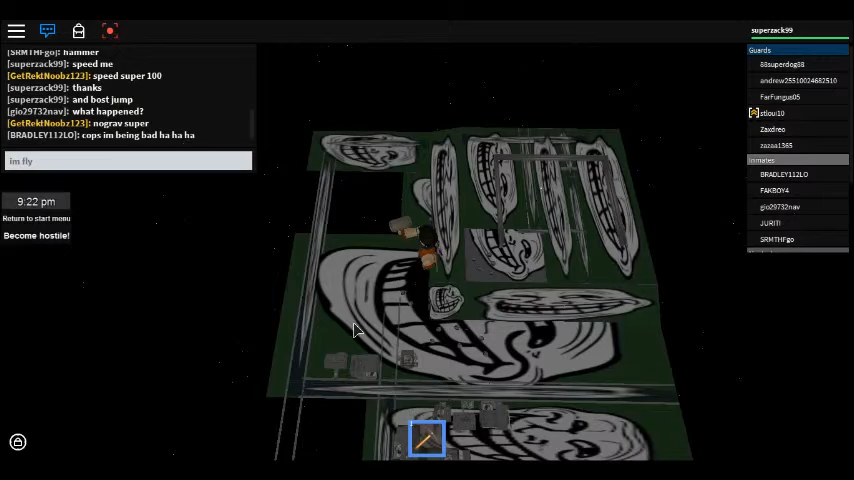 [SRMTHFgo]: hammer
[superzack99]: speed me
[GetRektNoobz123]: speed super 100
[superzack99]: thanks
[superzack99]: and bost jump
[gio29732nav]: what happened?
[GetRektNoobz123]: nograv super
[BRADLEY112LO]: cops im being bad ha ha ha
im fly
9:22 pm
Return to start menu
Become hostile!
superzack99
Guards
88superdog88
andrew25510024682510
FarFungus05
stloui10
Zaxdreo
zazaa1365
Inmates
BRADLEY112LO
FAKBOY4
gio29732nav
JURITI
SRMTHFgo
1